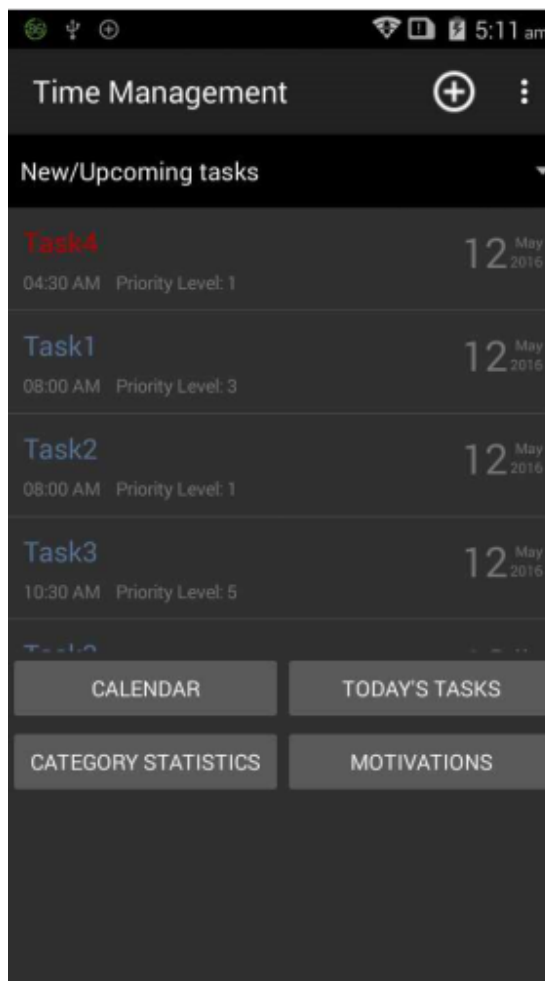 5:11 am
Time Management
New/Upcoming tasks
Task4
12 May 2016
04:30 AM Priority Level: 1
Task1
12 May 2016
08:00 AM Priority Level: 3
Task2
12 May 2016
08:00 AM Priority Level: 1
Task3
12 May 2016
10:30 AM Priority Level: 5
CALENDAR
TODAY'S TASKS
CATEGORY STATISTICS
MOTIVATIONS